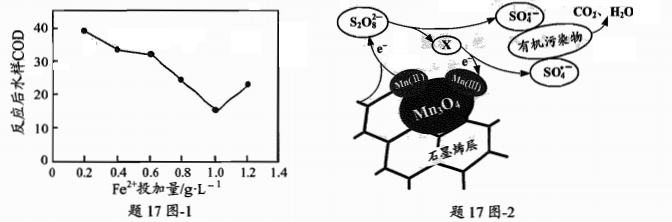 反应后水样COD
40
30
20
10
0
0.2
0.4
0.6
0.8
1.0
1.2
1.4
Fe²⁺投加量/g·L⁻¹
题17图-1
S₂O₈²⁻
SO₄•⁻
CO₂、H₂O
X
有机污染物
e⁻
e⁻
SO₄•⁻
Mn(Ⅱ)
Mn(Ⅲ)
Mn₃O₄
石墨烯层
题17图-2